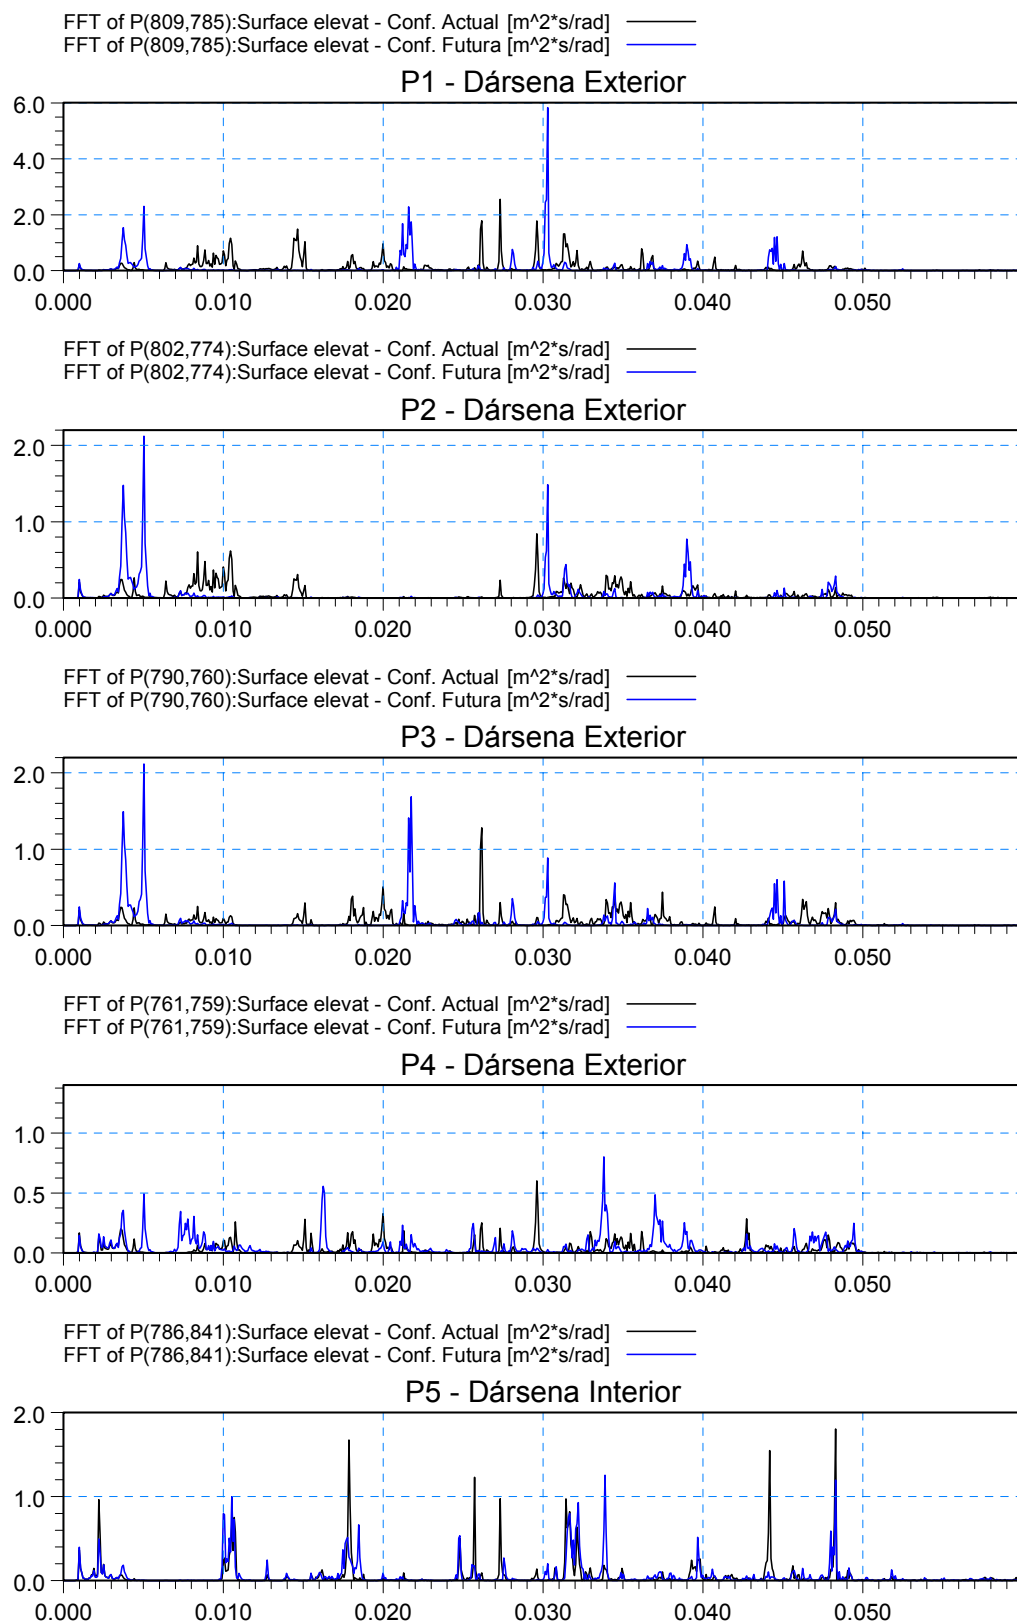 FFT of P(809,785):Surface elevat - Conf. Actual [m^2*s/rad]
FFT of P(809,785):Surface elevat - Conf. Futura [m^2*s/rad]
P1 - Dársena Exterior
6.0
4.0
2.0
0.0
0.000 0.010 0.020 0.030 0.040 0.050
FFT of P(802,774):Surface elevat - Conf. Actual [m^2*s/rad]
FFT of P(802,774):Surface elevat - Conf. Futura [m^2*s/rad]
P2 - Dársena Exterior
2.0
1.0
0.0
0.000 0.010 0.020 0.030 0.040 0.050
FFT of P(790,760):Surface elevat - Conf. Actual [m^2*s/rad]
FFT of P(790,760):Surface elevat - Conf. Futura [m^2*s/rad]
P3 - Dársena Exterior
2.0
1.0
0.0
0.000 0.010 0.020 0.030 0.040 0.050
FFT of P(761,759):Surface elevat - Conf. Actual [m^2*s/rad]
FFT of P(761,759):Surface elevat - Conf. Futura [m^2*s/rad]
P4 - Dársena Exterior
1.0
0.5
0.0
0.000 0.010 0.020 0.030 0.040 0.050
FFT of P(786,841):Surface elevat - Conf. Actual [m^2*s/rad]
FFT of P(786,841):Surface elevat - Conf. Futura [m^2*s/rad]
P5 - Dársena Interior
2.0
1.0
0.0
0.000 0.010 0.020 0.030 0.040 0.050